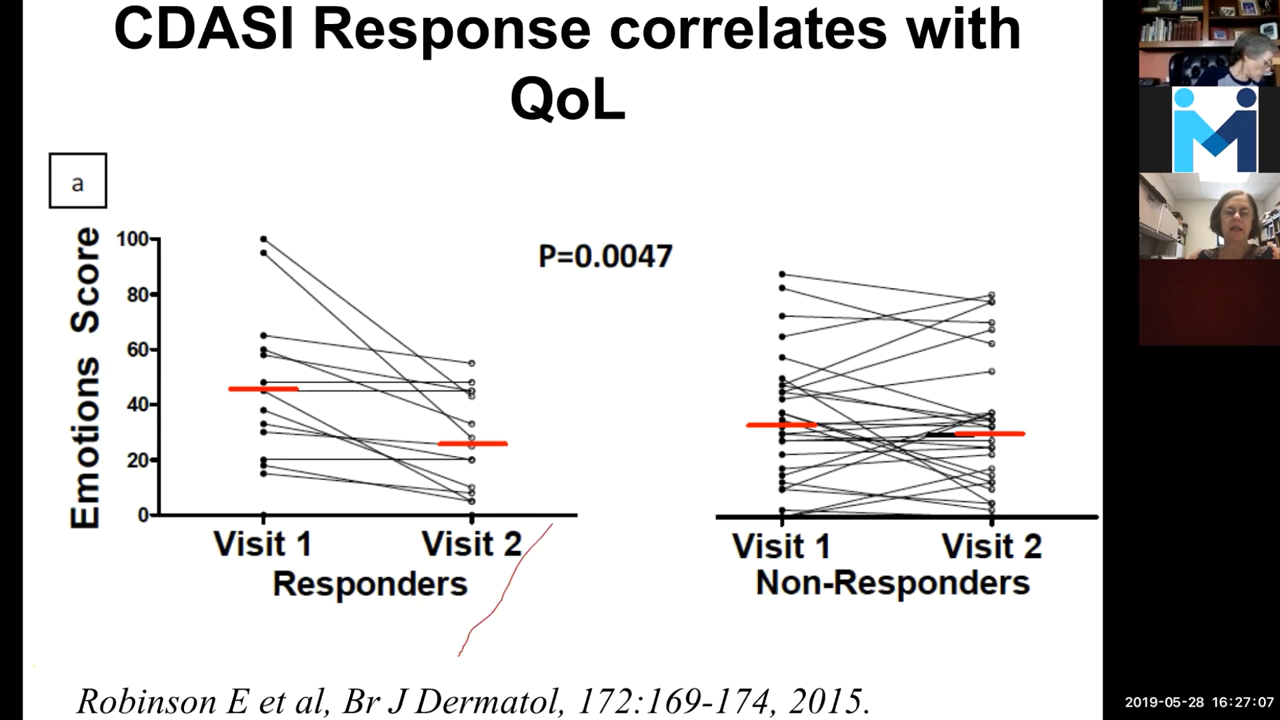 CDASI Response correlates with
QoL
a
Emotions Score
100
80
60
40
20
0
P=0.0047
Visit 1
Visit 2
Responders
Visit 1
Visit 2
Non-Responders
Robinson E et al, Br J Dermatol, 172:169-174, 2015.
2019-05-28 16:27:07